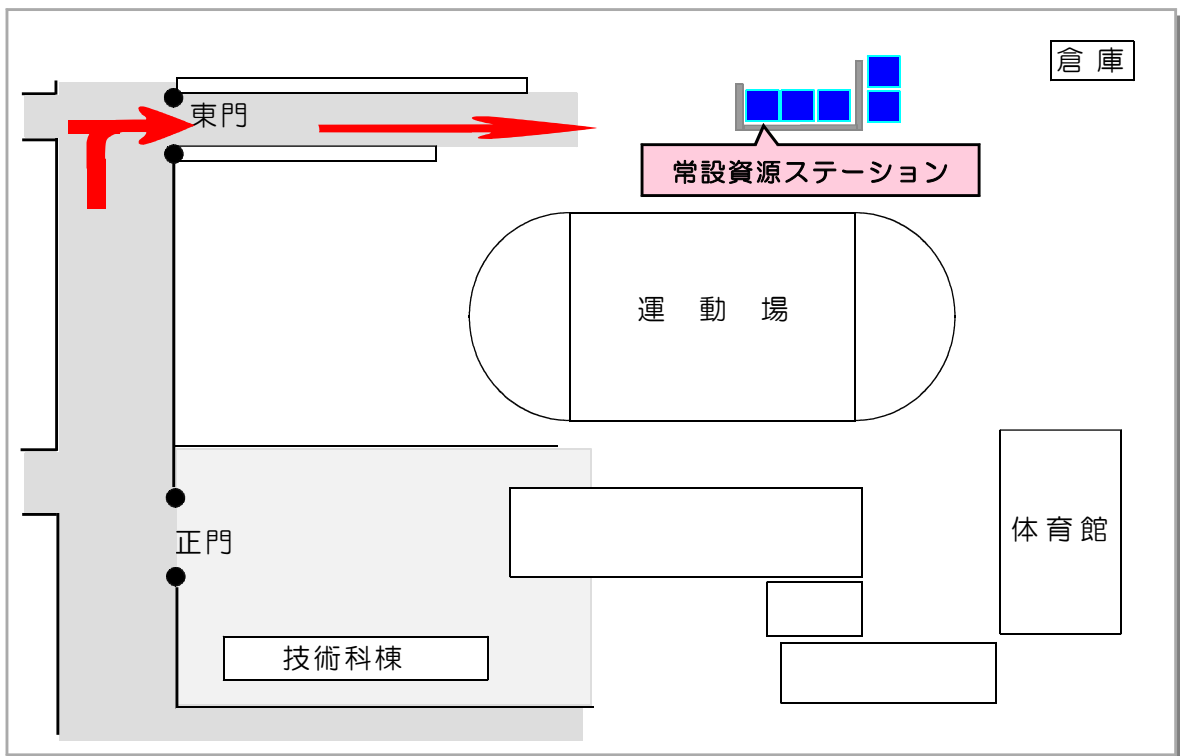 倉庫
東門
常設資源ステーション
運動場
正門
体育館
技術科棟